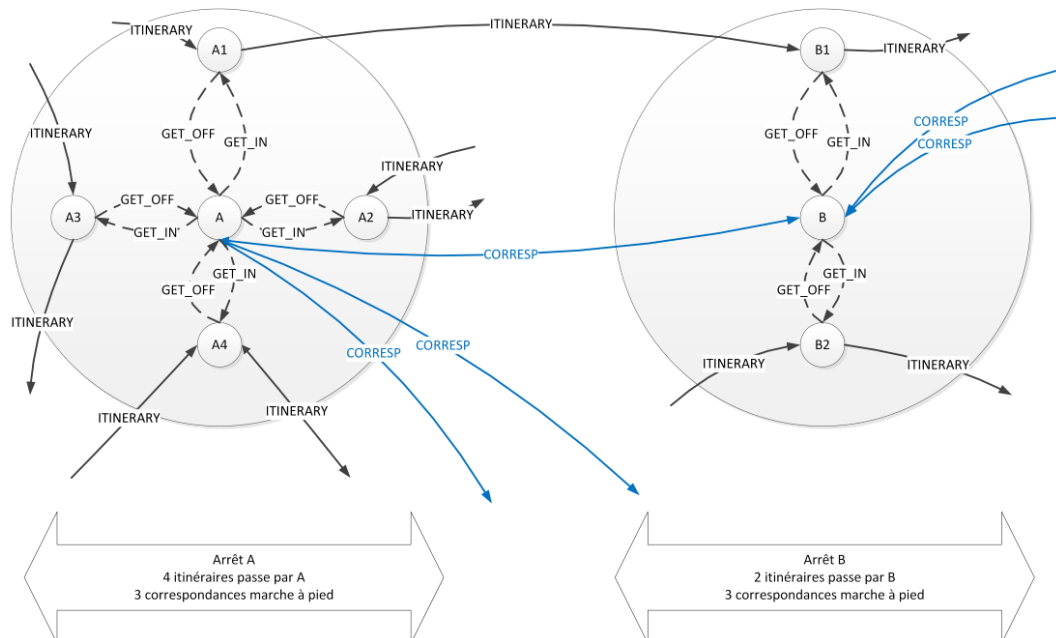 ITINERARY
ITINERARY
A1
B1
ITINERARY
ITINERARY
GET_OFF
GET_IN
GET_OFF
GET_IN
CORRESP
CORRESP
GET_OFF
GET_OFF
A3
A
A2
ITINERARY
B
GET_IN
GET_IN
CORRESP
GET_IN
GET_OFF
GET_IN
GET_OFF
ITINERARY
A4
CORRESP
CORRESP
B2
ITINERARY
ITINERARY
ITINERARY
ITINERARY
Arrêt A
4 itinéraires passe par A
3 correspondances marche à pied
Arrêt B
2 itinéraires passe par B
3 correspondances marche à pied